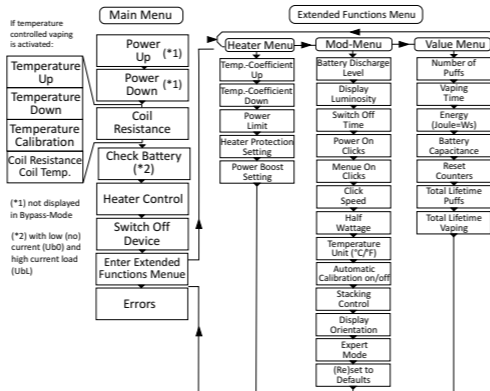 If temperature
controlled vaping
is activated:
Temperature
Up
Temperature
Down
Temperature
Calibration
Coil Resistance
Coil Temp.
(*1) not displayed
in Bypass-Mode
(*2) with low (no)
current (Ub0) and
high current load
(UbL)
Main Menu
Power
Up (*1)
Power
Down (*1)
Coil
Resistance
Check Battery
(*2)
Heater Control
Switch Off
Device
Enter Extended
Functions Menue
Errors
Extended Functions Menu
Heater Menu
Temp.-Coefficient
Up
Temp.-Coefficient
Down
Power
Limit
Heater Protection
Setting
Power Boost
Setting
Mod-Menu
Battery Discharge
Level
Display
Luminosity
Switch Off
Time
Power On
Clicks
Menue On
Clicks
Click
Speed
Half
Wattage
Temperature
Unit (°C/°F)
Automatic
Calibration on/off
Stacking
Control
Display
Orientation
Expert
Mode
(Re)set to
Defaults
Value Menu
Number of
Puffs
Vaping
Time
Energy
(Joule=Ws)
Battery
Capacitance
Reset
Counters
Total Lifetime
Puffs
Total Lifetime
Vaping